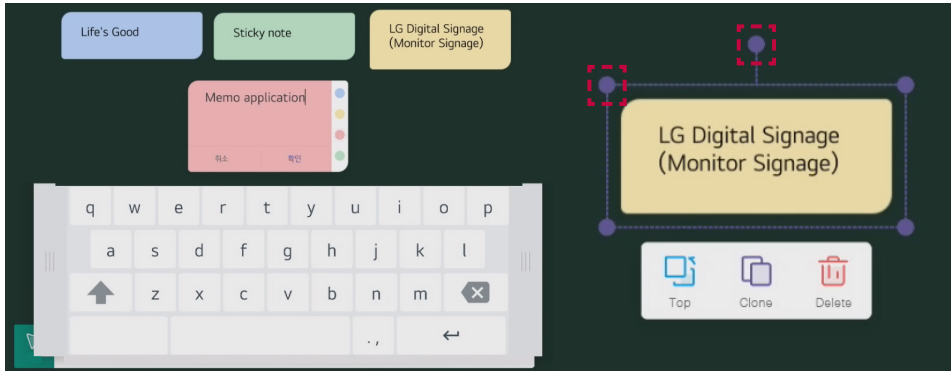 Life's Good
Sticky note
LG Digital Signage
(Monitor Signage)
Memo application
취소
확인
q w e r t y u i o p
a s d f g h j k l
z x c v b n m
. ,
LG Digital Signage
(Monitor Signage)
Top
Clone
Delete